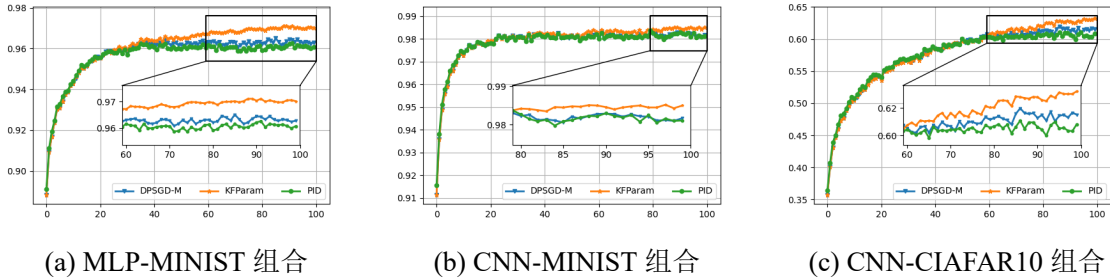 (a)
0.98
0.96
0.94
0.92
0.90
0.97
0.96
60 70 80 90 100
DPSGD-M KFParam PID
0 20 40 60 80 100
(a) MLP-MINIST 组合
(b)
0.99
0.98
0.97
0.96
0.95
0.94
0.93
0.92
0.91
0.99
0.98
80 85 90 95 100
DPSGD-M KFParam PID
0 20 40 60 80 100
(b) CNN-MINIST 组合
(c)
0.65
0.60
0.55
0.50
0.45
0.40
0.35
0.62
0.60
60 70 80 90 100
DPSGD-M KFParam PID
0 20 40 60 80 100
(c) CNN-CIAFAR10 组合